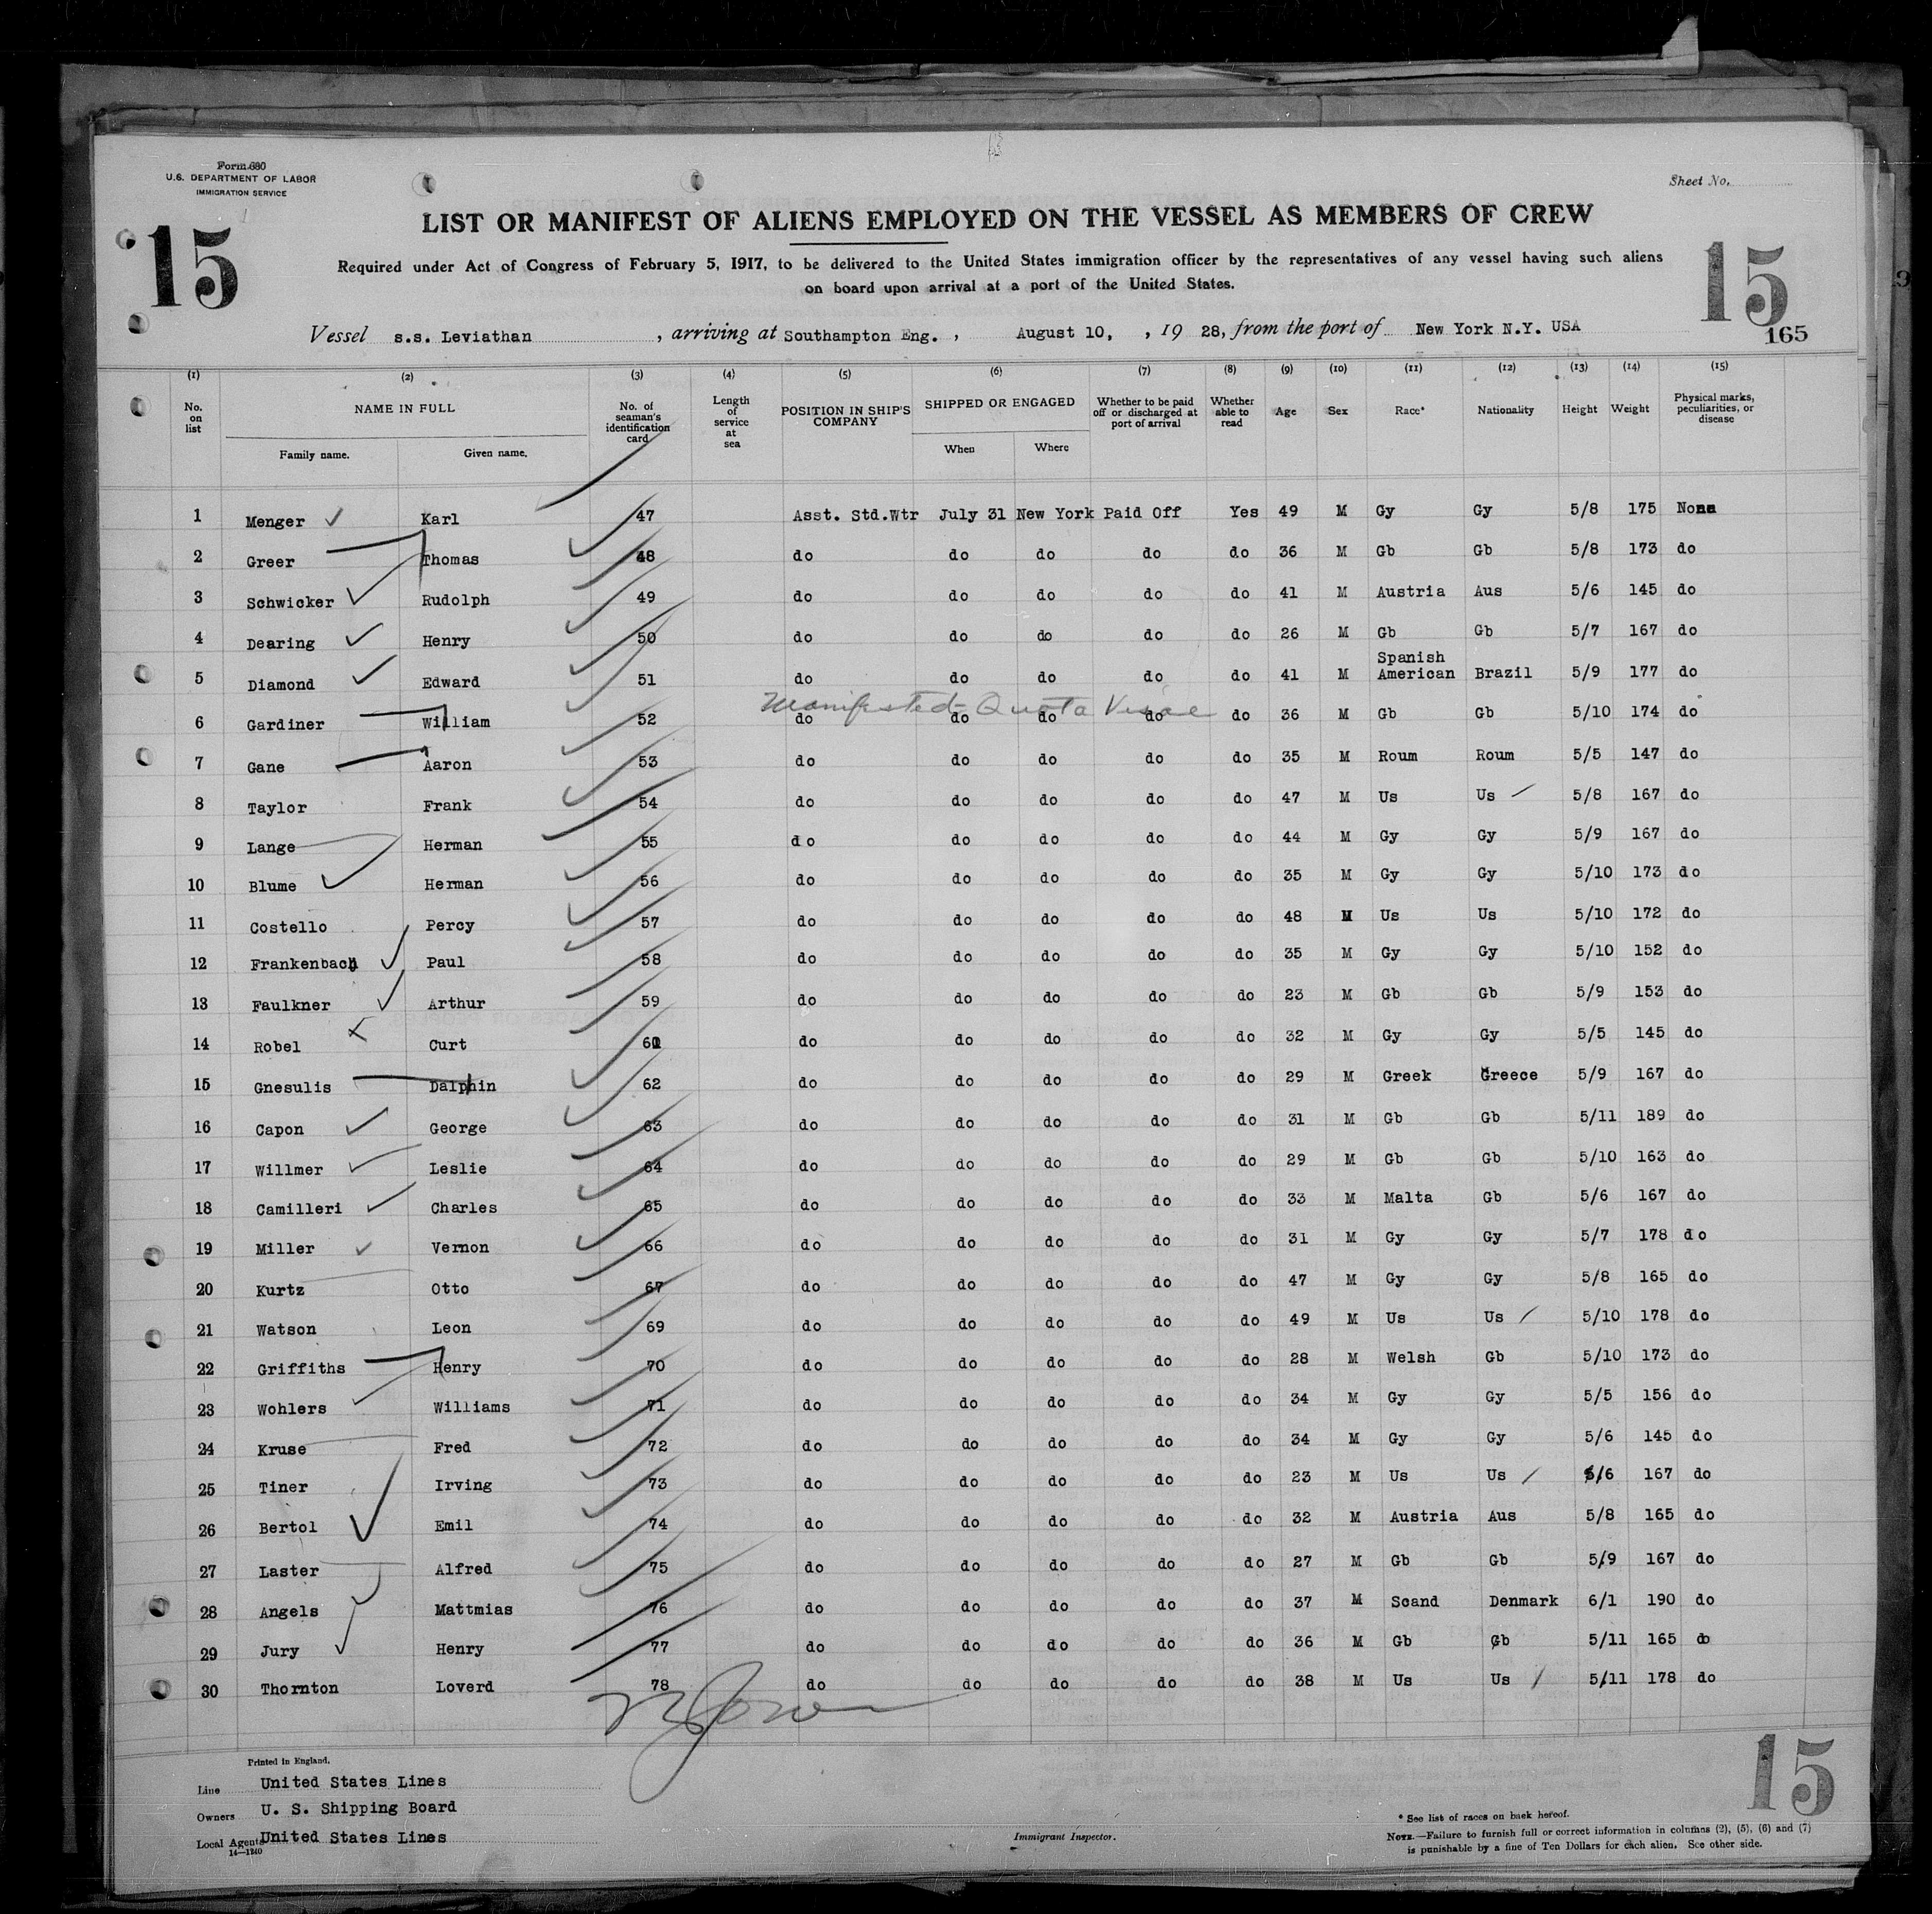 Form 680
U.S. DEPARTMENT OF LABOR
IMMIGRATION SERVICE
Sheet No.
15
15
165
LIST OR MANIFEST OF ALIENS EMPLOYED ON THE VESSEL AS MEMBERS OF CREW
Required under Act of Congress of February 5, 1917, to be delivered to the United States immigration officer by the representatives of any vessel having such aliens
on board upon arrival at a port of the United States.
Vessel s.s. Leviathan , arriving at Southampton Eng. , August 10, , 19 28, from the port of New York N.Y. USA
(1) (2) (3) (4) (5) (6) (7) (8) (9) (10) (11) (12) (13) (14) (15)
No. on list NAME IN FULL Family name. Given name. No. of seaman's identification card Length of service at sea POSITION IN SHIP'S COMPANY SHIPPED OR ENGAGED When Where Whether to be paid off or discharged at port of arrival Whether able to read Age Sex Race* Nationality Height Weight Physical marks, peculiarities, or disease
1 Menger Karl 47 Asst. Std.Wtr July 31 New York Paid Off Yes 49 M Gy Gy 5/8 175 None
2 Greer Thomas 48 do do do do do 36 M Gb Gb 5/8 173 do
3 Schwicker Rudolph 49 do do do do do 41 M Austria Aus 5/6 145 do
4 Dearing Henry 50 do do do do do 26 M Gb Gb 5/7 167 do
5 Diamond Edward 51 do do do do do 41 M Spanish American Brazil 5/9 177 do
Manifested - Quota Visae
6 Gardiner William 52 do do do do do 36 M Gb Gb 5/10 174 do
7 Gane Aaron 53 do do do do do 35 M Roum Roum 5/5 147 do
8 Taylor Frank 54 do do do do do 47 M Us Us 5/8 167 do
9 Lange Herman 55 do do do do do 44 M Gy Gy 5/9 167 do
10 Blume Herman 56 do do do do do 35 M Gy Gy 5/10 173 do
11 Costello Percy 57 do do do do do 48 M Us Us 5/10 172 do
12 Frankenbach Paul 58 do do do do do 35 M Gy Gy 5/10 152 do
13 Faulkner Arthur 59 do do do do do 23 M Gb Gb 5/9 153 do
14 Robel Curt 61 do do do do do 32 M Gy Gy 5/5 145 do
15 Gnesulis Dalphin 62 do do do do do 29 M Greek Greece 5/9 167 do
16 Capon George 63 do do do do do 31 M Gb Gb 5/11 189 do
17 Willmer Leslie 64 do do do do do 29 M Gb Gb 5/10 163 do
18 Camilleri Charles 65 do do do do do 33 M Malta Gb 5/6 167 do
19 Miller Vernon 66 do do do do do 31 M Gy Gy 5/7 178 do
20 Kurtz Otto 67 do do do do do 47 M Gy Gy 5/8 165 do
21 Watson Leon 69 do do do do do 49 M Us Us 5/10 178 do
22 Griffiths Henry 70 do do do do do 28 M Welsh Gb 5/10 173 do
23 Wohlers Williams 71 do do do do do 34 M Gy Gy 5/5 156 do
24 Kruse Fred 72 do do do do do 34 M Gy Gy 5/6 145 do
25 Tiner Irving 73 do do do do do 23 M Us Us 5/6 167 do
26 Bertol Emil 74 do do do do do 32 M Austria Aus 5/8 165 do
27 Laster Alfred 75 do do do do do 27 M Gb Gb 5/9 167 do
28 Angels Mattmias 76 do do do do do 37 M Scand Denmark 6/1 190 do
29 Jury Henry 77 do do do do do 36 M Gb Gb 5/11 165 do
30 Thornton Loverd 78 do do do do do 38 M Us Us 5/11 178 do
Printed in England.
Line United States Lines
Owners U. S. Shipping Board
Local Agents United States Lines
14—1240
Immigrant Inspector.
15
* See list of races on back hereof.
NOTE.—Failure to furnish full or correct information in columns (2), (5), (6) and (7)
is punishable by a fine of Ten Dollars for each alien. See other side.